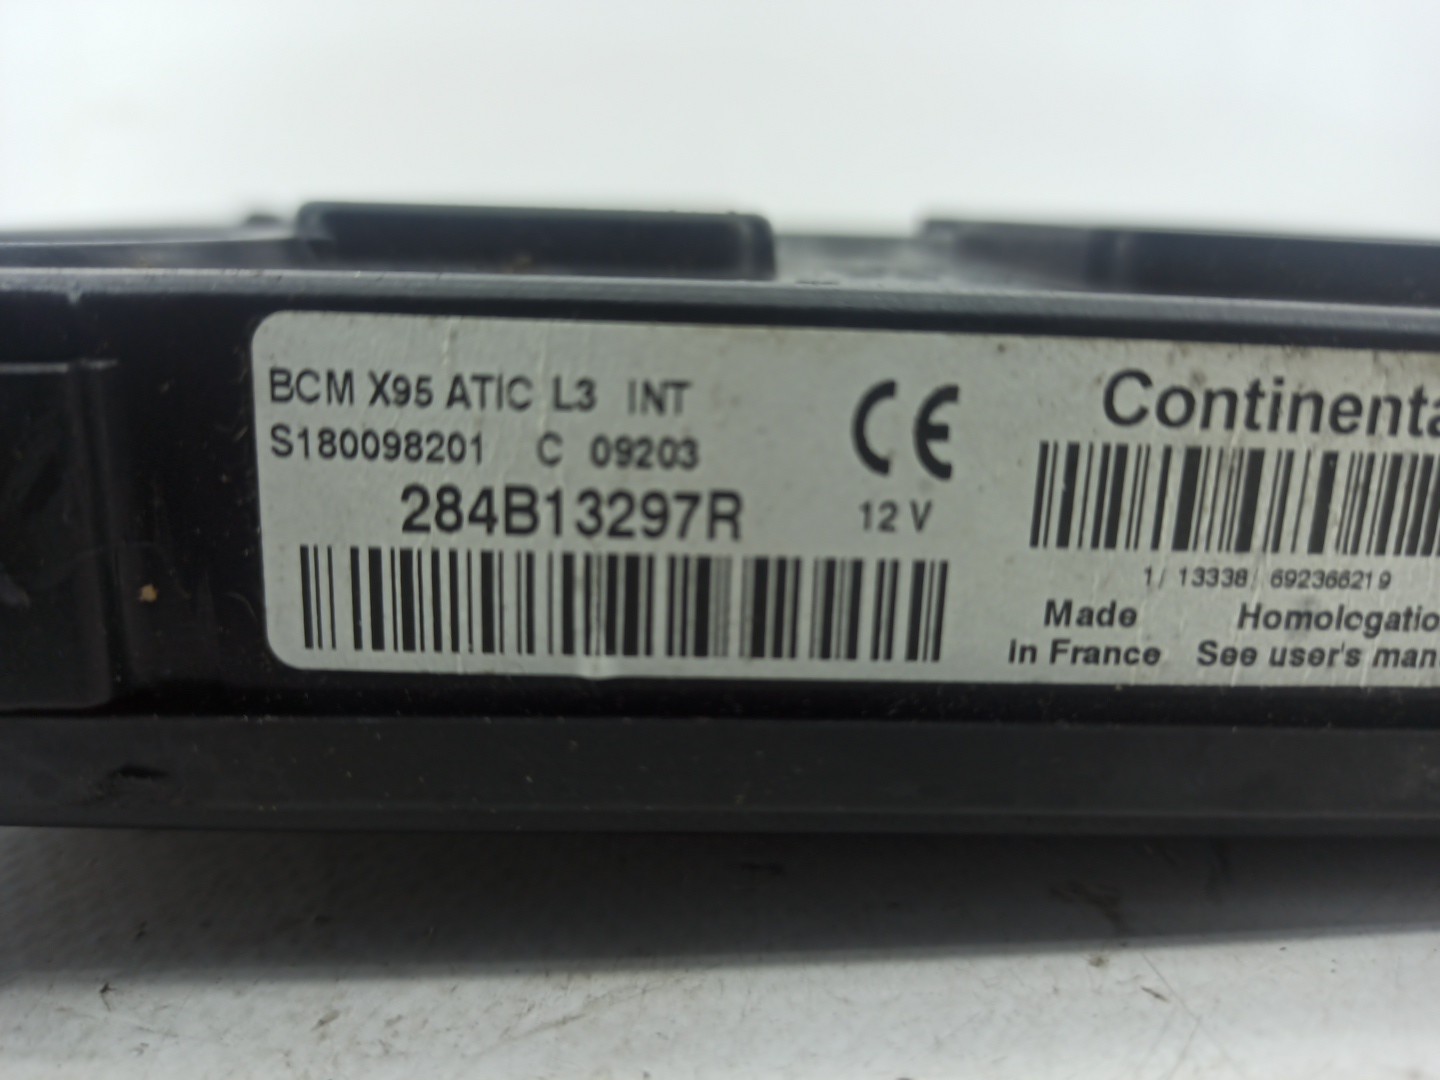 BCM X95 ATIC L3 INT
S180098201 C 09203
284B13297R
CE
12 V
Continenta
1/ 13338/ 692366219
Made
in France
Homologatio
See user's man